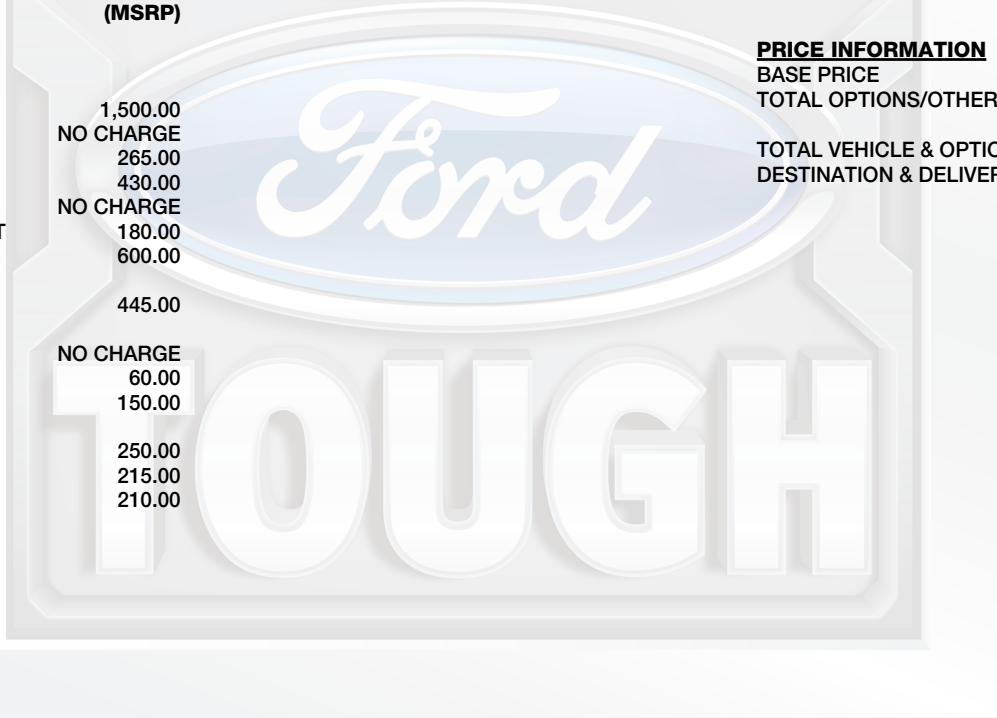 (MSRP)
1,500.00
NO CHARGE
265.00
430.00
NO CHARGE
T 180.00
600.00
445.00
NO CHARGE
60.00
150.00
250.00
215.00
210.00
PRICE INFORMATION
BASE PRICE
TOTAL OPTIONS/OTHER
TOTAL VEHICLE & OPTIO
DESTINATION & DELIVER
Ford
TOUGH